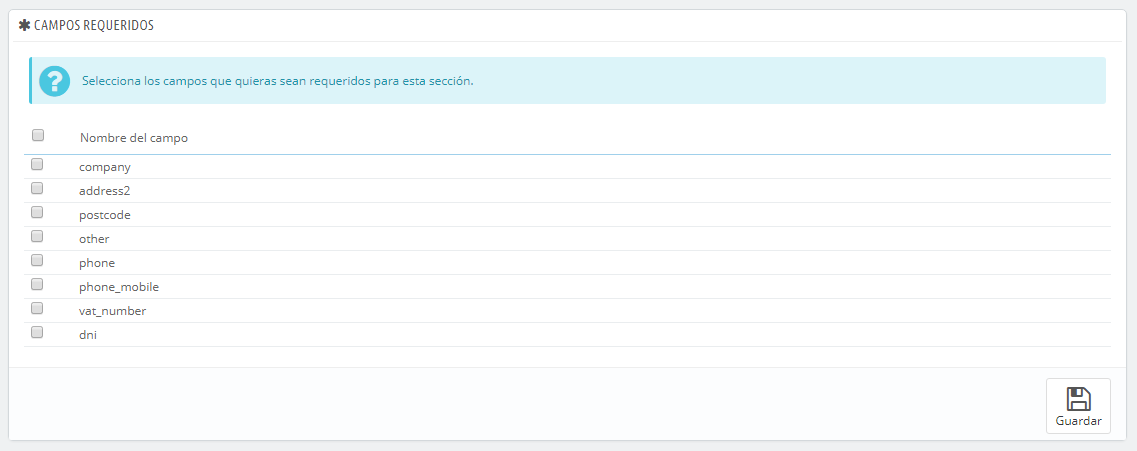 CAMPOS REQUERIDOS
Selecciona los campos que quieras sean requeridos para esta sección.
Nombre del campo
company
address2
postcode
other
phone
phone_mobile
vat_number
dni
Guardar